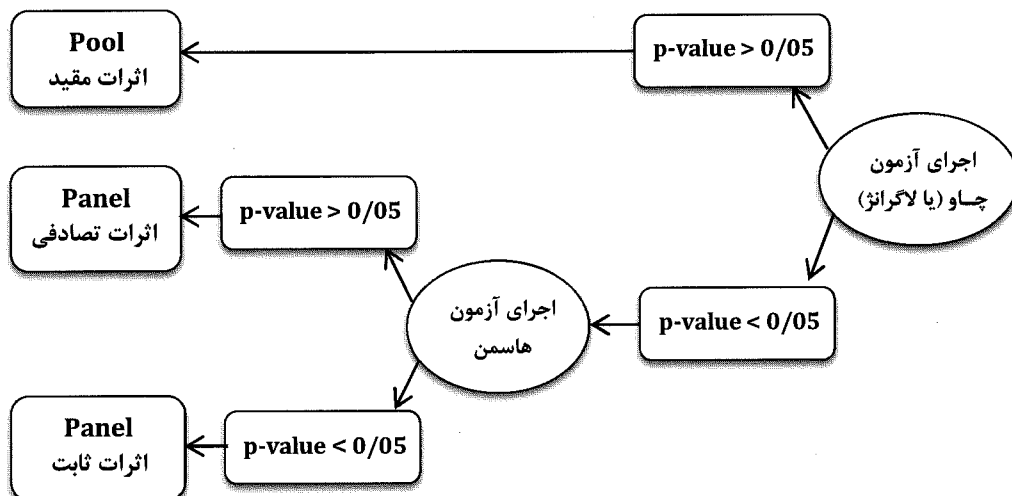 Pool
اثرات مقید
p-value > 0/05
اجرای آزمون
چـاو (یا لاگرانژ)
Panel
اثرات تصادفی
p-value > 0/05
اجرای آزمون
هاسمن
p-value < 0/05
Panel
اثرات ثابت
p-value < 0/05